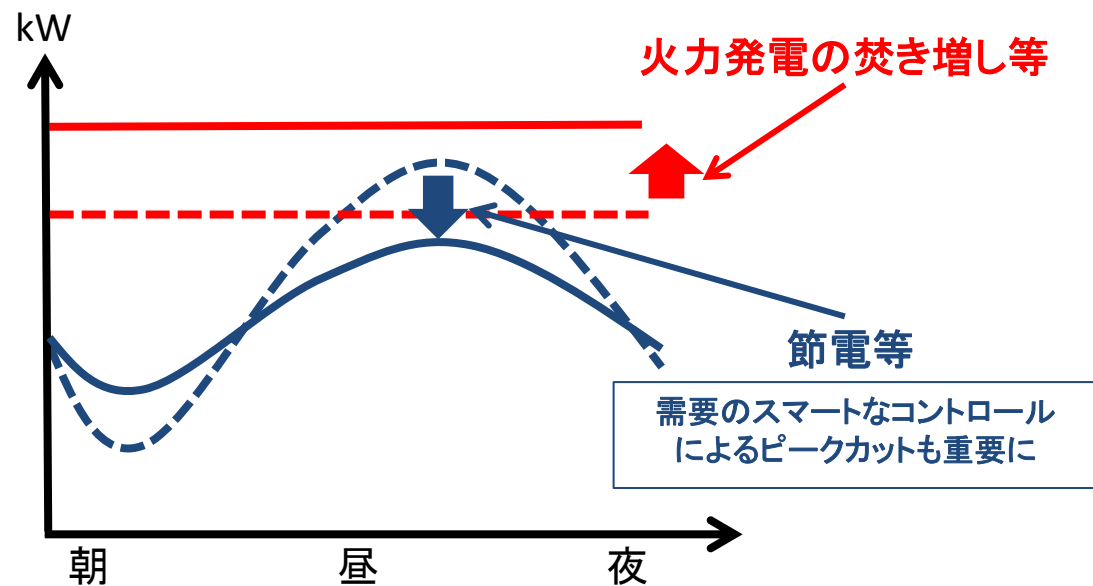 kW
火力発電の焚き増し等
節電等
需要のスマートなコントロール
によるピークカットも重要に
朝
昼
夜